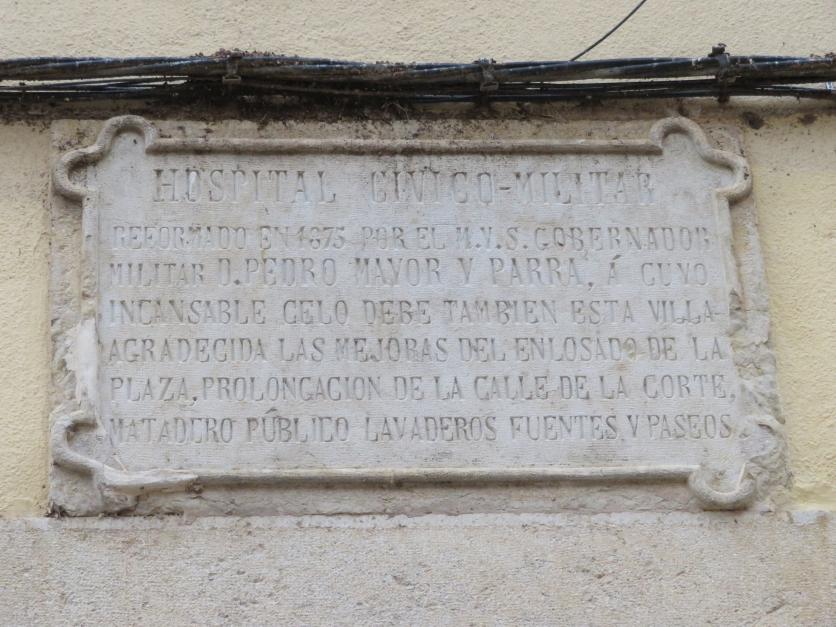 HOSPITAL CIVICO-MILITAR
REFORMADO EN 1875 POR EL M.Y.S. GOBERNADOR
MILITAR D. PEDRO MAYOR Y PARRA, Á CUYO
INCANSABLE CELO DEBE TAMBIEN ESTA VILLA
AGRADECIDA LAS MEJORAS DEL ENLOSADO DE LA
PLAZA, PROLONGACION DE LA CALLE DE LA CORTE,
MATADERO PÚBLICO LAVADEROS FUENTES Y PASEOS